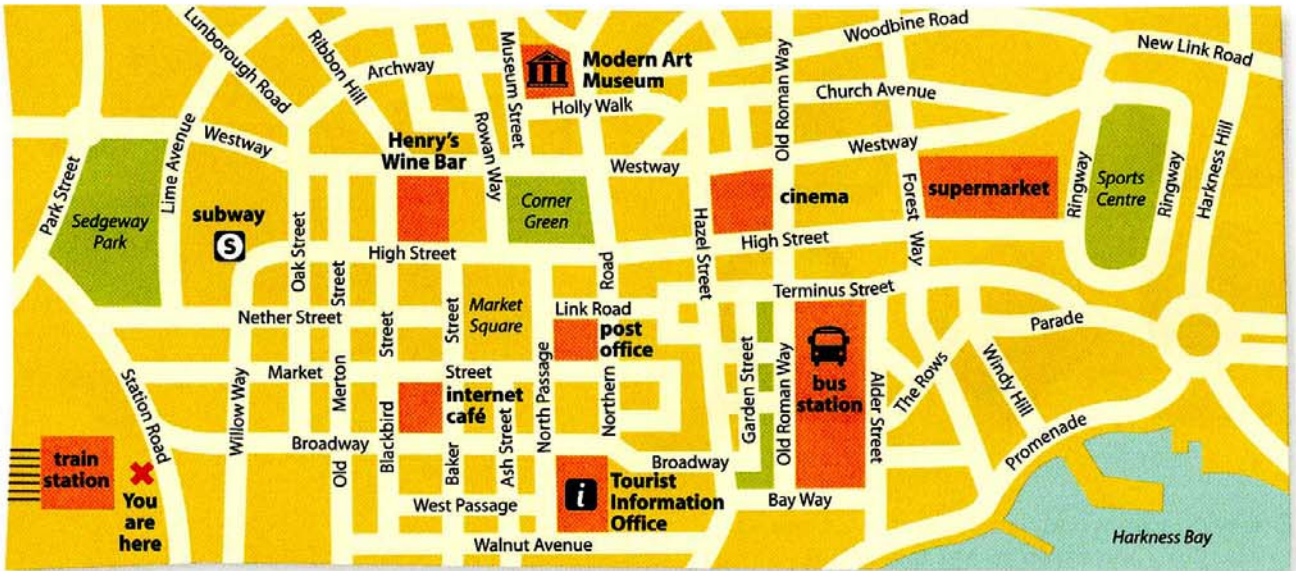 Lunborough Road
Ribbon Hill
Archway
Museum Street
Modern Art
Museum
Holly Walk
Old Roman Way
Woodbine Road
New Link Road
Church Avenue
Park Street
Lime Avenue
Westway
Henry's
Wine Bar
Rowan Way
Westway
Westway
Sedgeway
Park
subway
S
Oak Street
Corner
Green
cinema
Forest Way
supermarket
Ringway
Sports
Centre
Ringway
Harkness Hill
High Street
Hazel Street
High Street
Nether Street
Market
Square
Link Road
Northern Road
Terminus Street
Parade
post
office
Market Street
Station Road
Willow Way
Old Merton Street
Blackbird Street
Baker Street
internet
café
Ash Street
North Passage
Garden Street
Old Roman Way
bus
station
Alder Street
The Rows
Windy Hill
Promenade
Broadway
Broadway
train
station
You
are
here
West Passage
i
Tourist
Information
Office
Bay Way
Walnut Avenue
Harkness Bay